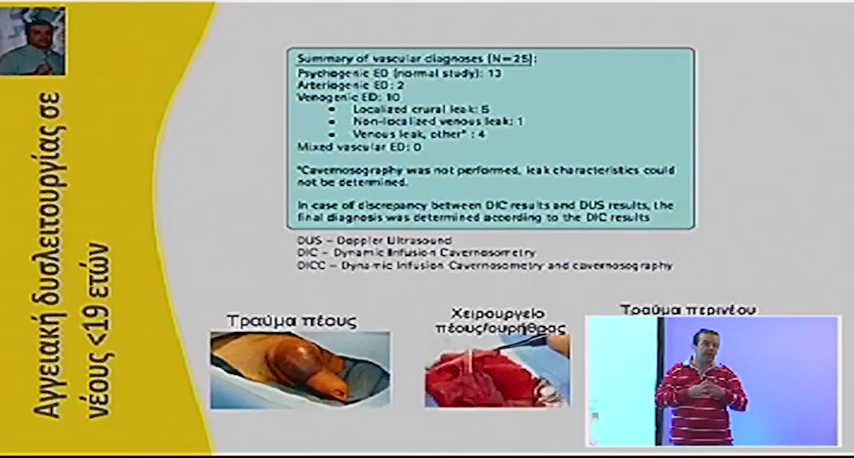 Αγγειακή δυσλειτουργίας σε
νέους <19 ετών
Summary of vascular diagnoses (N=25):
Psychogenic ED (normal study): 13
Arteriogenic ED: 2
Venogenic ED: 10
• Localized crural leak: 5
• Non-localized venous leak: 1
• Venous leak, other* : 4
Mixed vascular ED: 0
*Cavernosography was not performed, leak characteristics could
not be determined.
In case of discrepancy between DIC results and DUS results, the
final diagnosis was determined according to the DIC results
DUS – Doppler Ultrasound
DIC – Dynamic Infusion Cavernosometry
DICC – Dynamic Infusion Cavernosometry and cavernosography
Τραύμα πέους
Χειρουργείο
πέους/ουρήθρας
Τραύμα περινέου